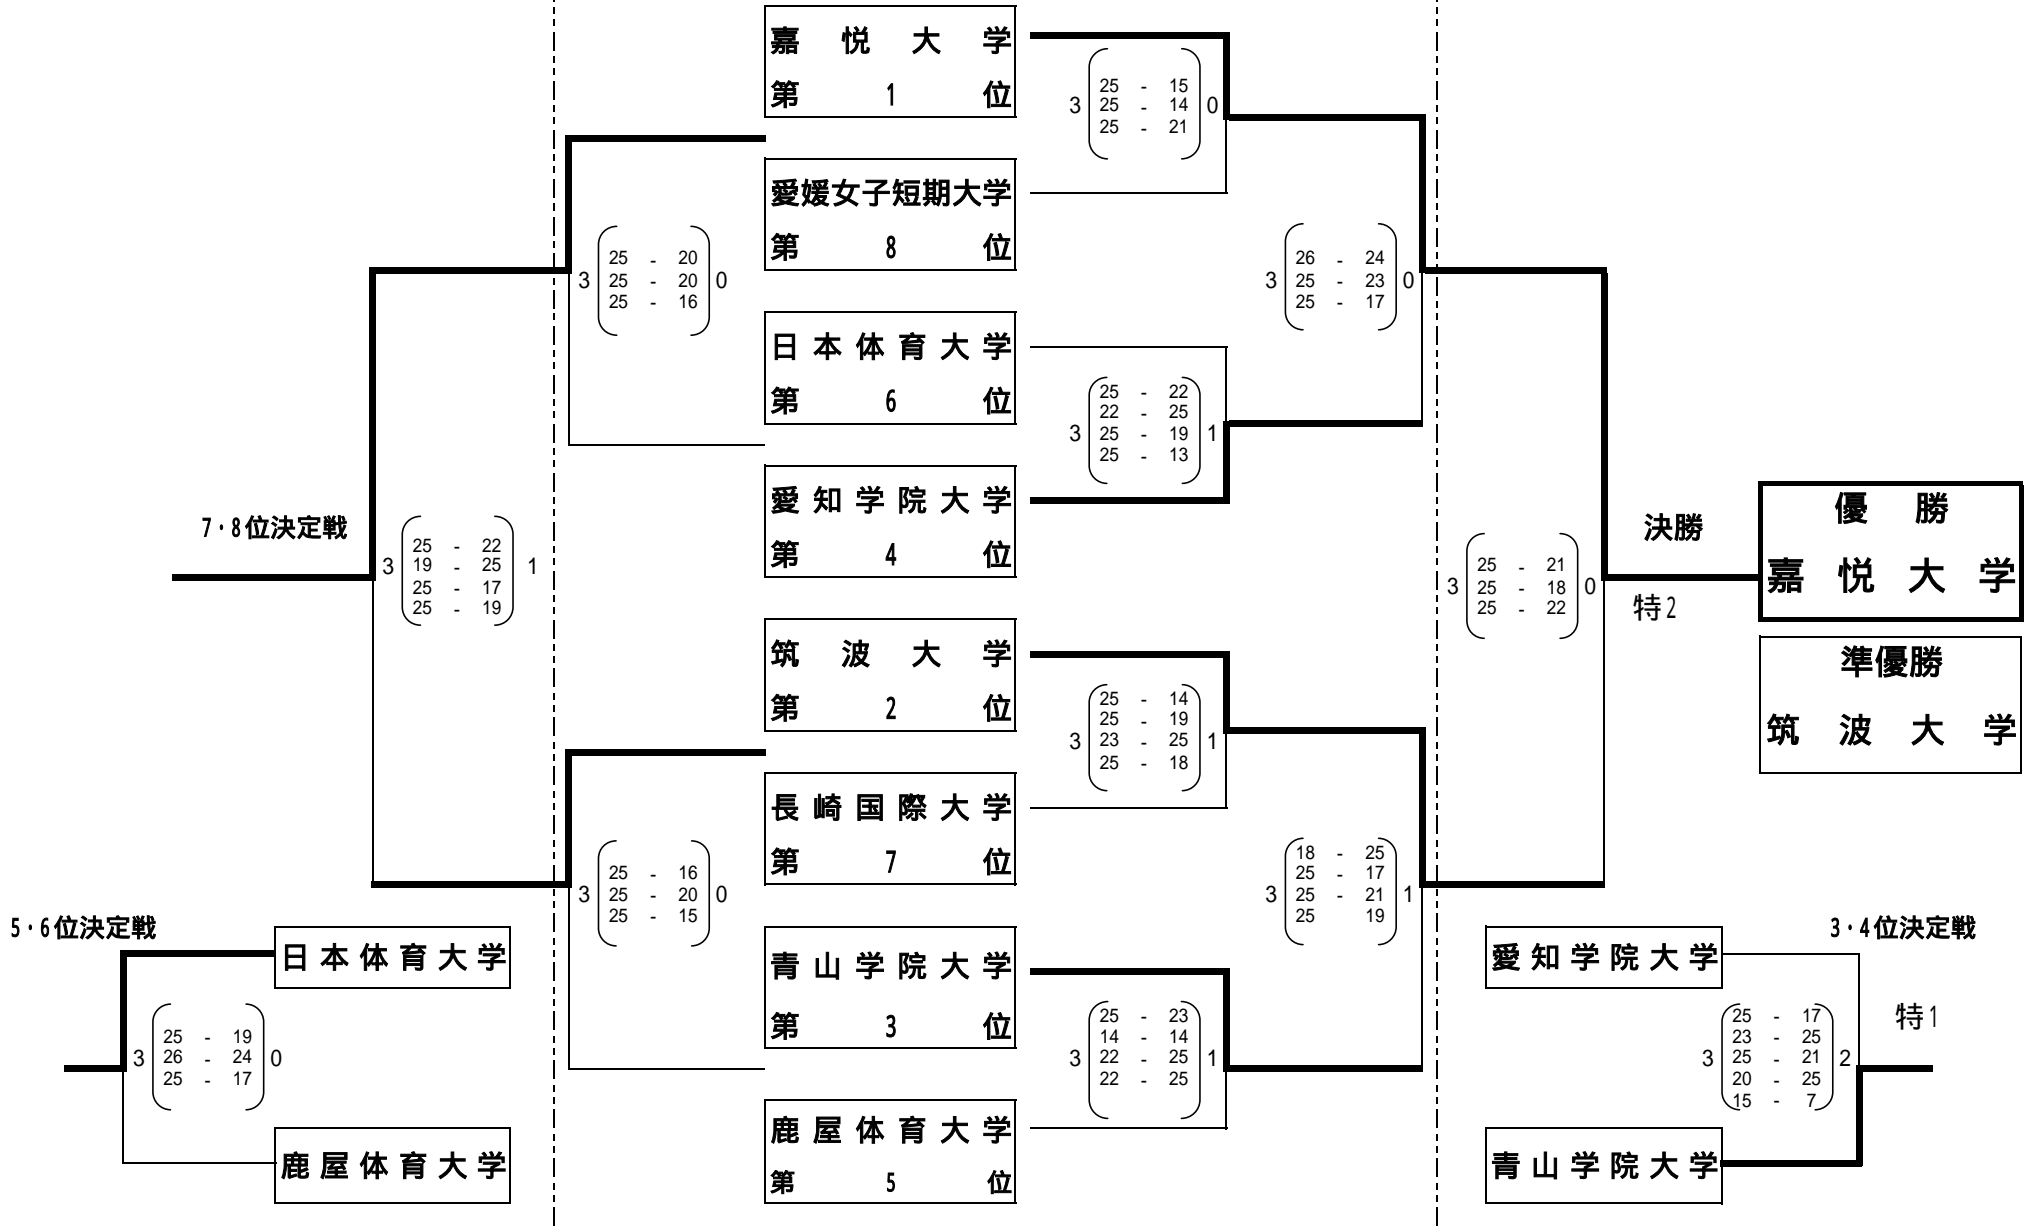 嘉悦大学
第1位
3 0
25 - 15
25 - 14
25 - 21
愛媛女子短期大学
第8位
3 0
25 - 20
25 - 20
25 - 16
3 0
26 - 24
25 - 23
25 - 17
日本体育大学
第6位
3 1
25 - 22
22 - 25
25 - 19
25 - 13
愛知学院大学
第4位
7・8位決定戦
3 1
25 - 22
19 - 25
25 - 17
25 - 19
3 0
25 - 21
25 - 18
25 - 22
決勝
特2
優勝
嘉悦大学
準優勝
筑波大学
筑波大学
第2位
3 1
25 - 14
25 - 19
23 - 25
25 - 18
長崎国際大学
第7位
3 0
25 - 16
25 - 20
25 - 15
3 1
18 - 25
25 - 17
25 - 21
25 19
青山学院大学
第3位
3 1
25 - 23
14 - 14
22 - 25
22 - 25
鹿屋体育大学
第5位
5・6位決定戦
日本体育大学
3 0
25 - 19
26 - 24
25 - 17
鹿屋体育大学
3・4位決定戦
愛知学院大学
3 2
25 - 17
23 - 25
25 - 21
20 - 25
15 - 7
特1
青山学院大学